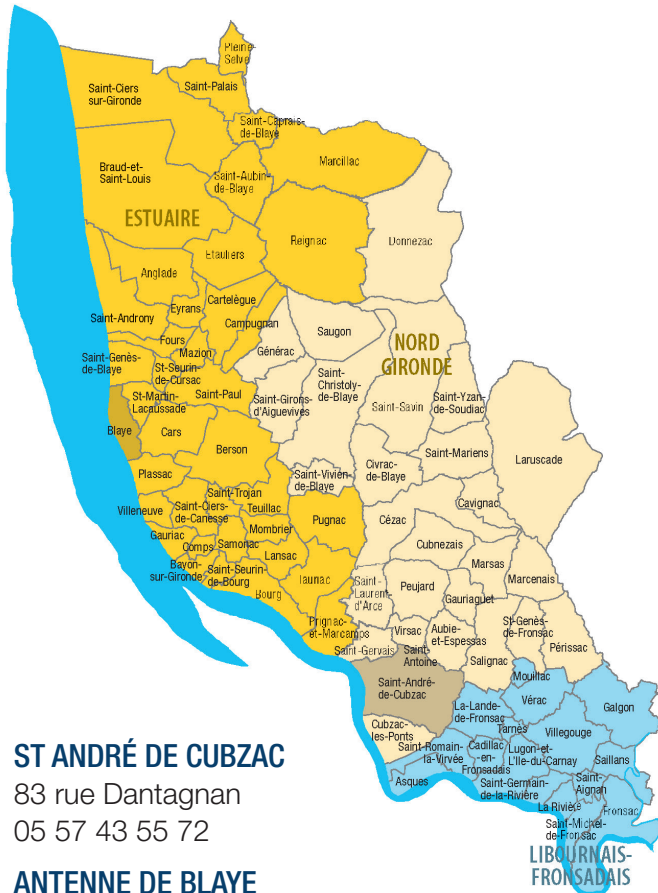 Pleine-
Selve
Saint-Ciers
sur-Gironde
Saint-Palais
Saint-Caprais-
de-Blaye
Marcillac
Braud-et-
Saint-Louis
Saint-Aubin-
de-Blaye
ESTUAIRE
Reignac
Donnezac
Etauliers
Anglade
Eyrans
Cartelègue
Saint-Androny
Campugnan
Fours
Mazion
Saint-Genès-
de-Blaye
St-Seurin-
de-Cursac
Générac
Saugon
NORD
GIRONDE
Saint-
Christoly-
de-Blaye
St-Martin-
Lacaussade
Saint-Paul
Saint-Girons-
d'Aiguevives
Saint-Savin
Saint-Yzan-
de-Soudiac
Blaye
Cars
Berson
Saint-Mariens
Laruscade
Plassac
Saint-Vivien-
de-Blaye
Civrac-
de-Blaye
Villeneuve
Saint-Ciers-
de-Canesse
Saint-Trojan
Teuillac
Pugnac
Cavignac
Cézac
Gauriac
Comps
Samonac
Mombrier
Cubnezais
Lansac
Marsas
Bayon-
sur-Gironde
Saint-Seurin-
de-Bourg
Bourg
Tauriac
Saint-
Laurent-
d'Arce
Peujard
Gauriaguet
Marcenais
Prignac-
et-Marcamps
Virsac
Aubie-
et-Espessas
St-Genès-
de-Fronsac
Périssac
Saint-Gervais
Saint-
Antoine
Salignac
Saint-André-
de-Cubzac
Mouillac
Vérac
Galgon
La-Lande-
de-Fronsac
Tarnès
Villegouge
Cubzac-
les-Ponts
Saint-Romain-
la-Virvée
Cadillac
-en-
Fronsadais
Lugon-et-
L'Ile-du-Carnay
Saillans
Asques
Saint-Germain-
de-la-Rivière
Saint-
Aignan
La Rivière
Fronsac
Saint-Michel-
de-Fronsac
LIBOURNAIS-
FRONSADAIS
ST ANDRÉ DE CUBZAC
83 rue Dantagnan
05 57 43 55 72
ANTENNE DE BLAYE